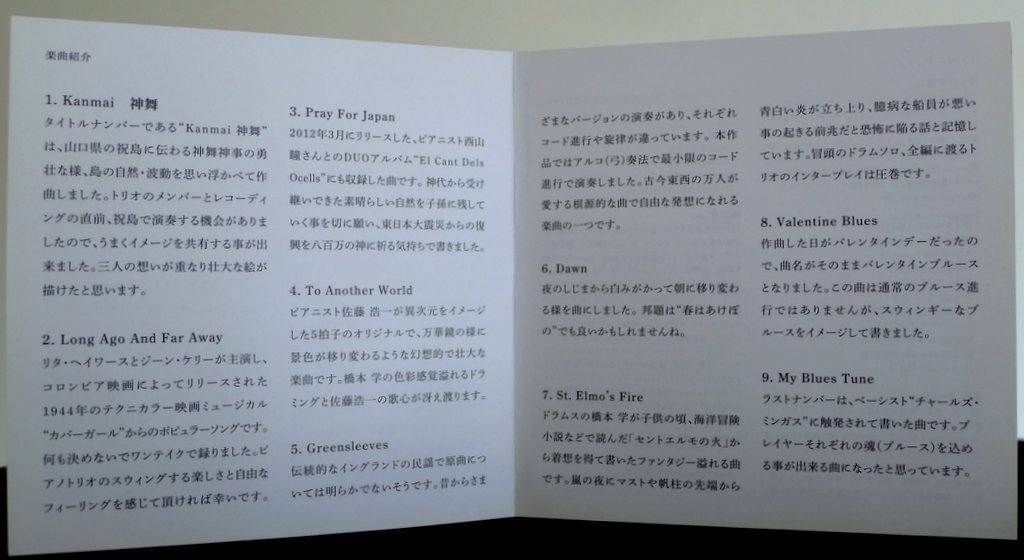 楽曲紹介
1. Kanmai 神舞
タイトルナンバーである“Kanmai 神舞”
は、山口県の祝島に伝わる神舞神事の勇
壮な様、島の自然・波動を思い浮かべて作
曲しました。トリオのメンバーとレコーディ
ングの直前、祝島で演奏する機会がありま
したので、うまくイメージを共有する事が出
来ました。三人の想いが重なり壮大な絵が
描けたと思います。
2. Long Ago And Far Away
リタ・ヘイワースとジーン・ケリーが主演し、
コロンビア映画によってリリースされた
1944年のテクニカラー映画ミュージカル
“カバーガール”からのポピュラーソングです。
何も決めないでワンテイクで録りました。ピ
アノトリオのスウィングする楽しさと自由な
フィーリングを感じて頂ければ幸いです。
3. Pray For Japan
2012年3月にリリースした、ピアニスト西山
瞳さんとのDUOアルバム“El Cant Dels
Ocells”にも収録した曲です。神代から受け
継いできた素晴らしい自然を子孫に残して
いく事を切に願い、東日本大震災からの復
興を八百万の神に祈る気持ちで書きました。
4. To Another World
ピアニスト佐藤 浩一が異次元をイメージ
した5拍子のオリジナルで、万華鏡の様に
景色が移り変わるような幻想的で壮大な
楽曲です。橋本 学の色彩感覚溢れるドラ
ミングと佐藤浩一の歌心が冴え渡ります。
5. Greensleeves
伝統的なイングランドの民謡で原曲につ
いては明らかでないそうです。昔からさま
ざまなバージョンの演奏があり、それぞれ
コード進行や旋律が違っています。本作
品ではアルコ(弓)奏法で最小限のコード
進行で演奏しました。古今東西の万人が
愛する根源的な曲で自由な発想になれる
楽曲の一つです。
6. Dawn
夜のしじまから白みがかって朝に移り変わ
る様を曲にしました。邦題は“春はあけぼ
の”でも良いかもしれませんね。
7. St. Elmo's Fire
ドラムスの橋本 学が子供の頃、海洋冒険
小説などで読んだ「セントエルモの火」か
ら着想を得て書いたファンタジー溢れる曲
です。嵐の夜にマストや帆柱の先端から
青白い炎が立ち上り、臆病な船員が悪い
事の起きる前兆だと恐怖に陥る話と記憶し
ています。冒頭のドラムソロ、全編に渡るト
リオのインタープレイは圧巻です。
8. Valentine Blues
作曲した日がバレンタインデーだったの
で、曲名がそのままバレンタインブルース
となりました。この曲は通常のブルース進
行ではありませんが、スウィンギーなブ
ルースをイメージして書きました。
9. My Blues Tune
ラストナンバーは、ベーシスト“チャールズ・
ミンガス”に触発されて書いた曲です。プ
レイヤーそれぞれの魂(ブルース)を込め
る事が出来る曲になったと思っています。